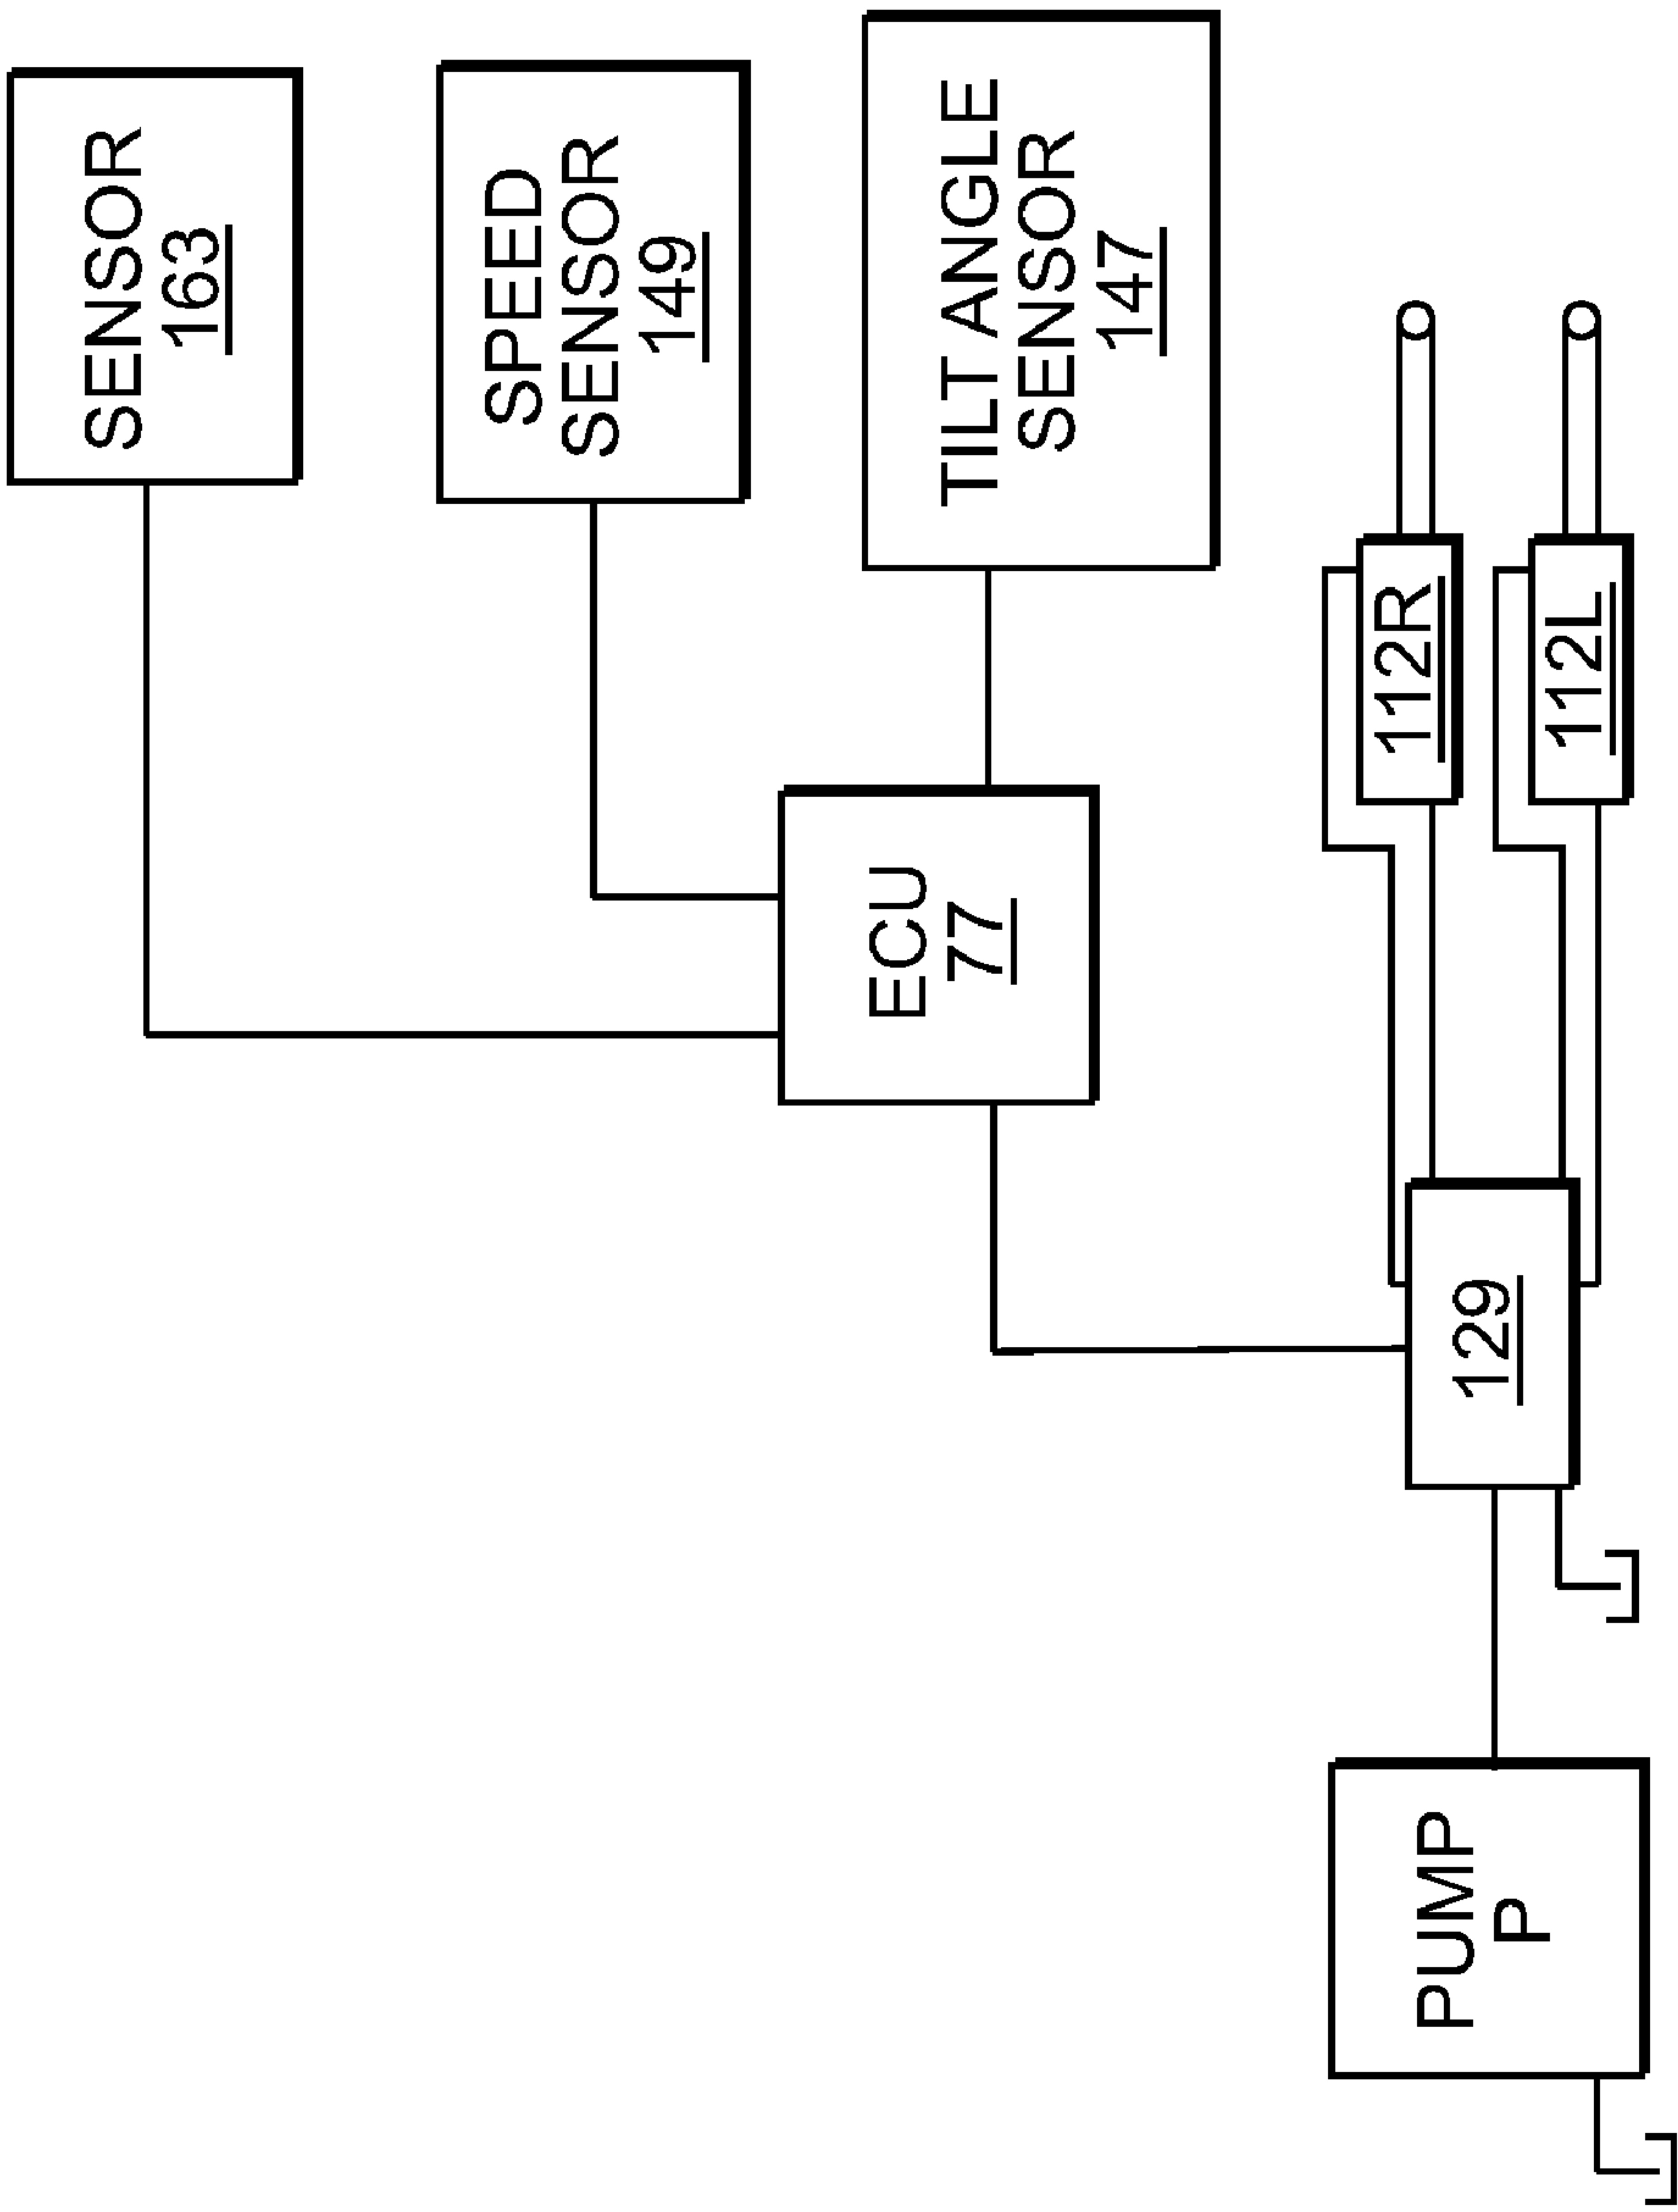 SENSOR
163
SPEED
SENSOR
149
TILT ANGLE
SENSOR
147
ECU
77
112R
112L
129
PUMP
P